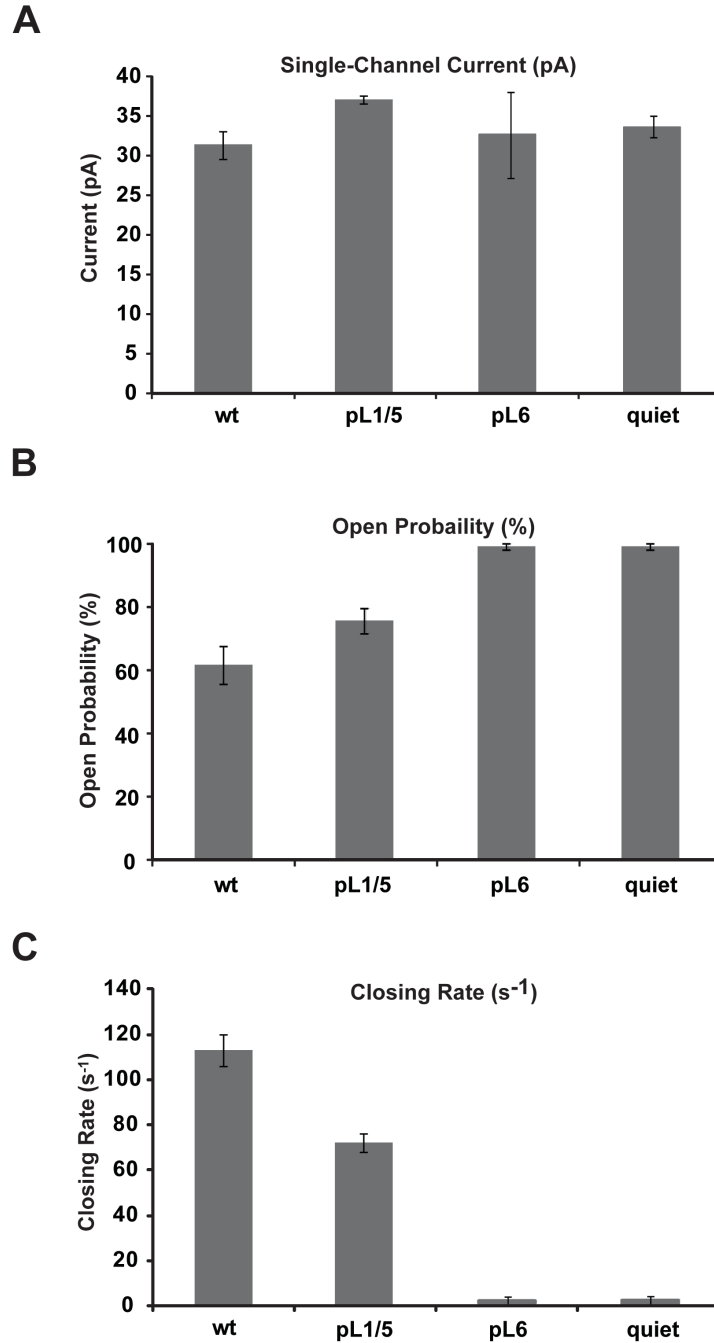 A
Single-Channel Current (pA)
Current (pA)
40
35
30
25
20
15
10
5
0
wt pL1/5 pL6 quiet
B
Open Probaility (%)
Open Probability (%)
100
80
60
40
20
0
wt pL1/5 pL6 quiet
C
Closing Rate (s-1)
Closing Rate (s-1)
140
120
100
80
60
40
20
0
wt pL1/5 pL6 quiet